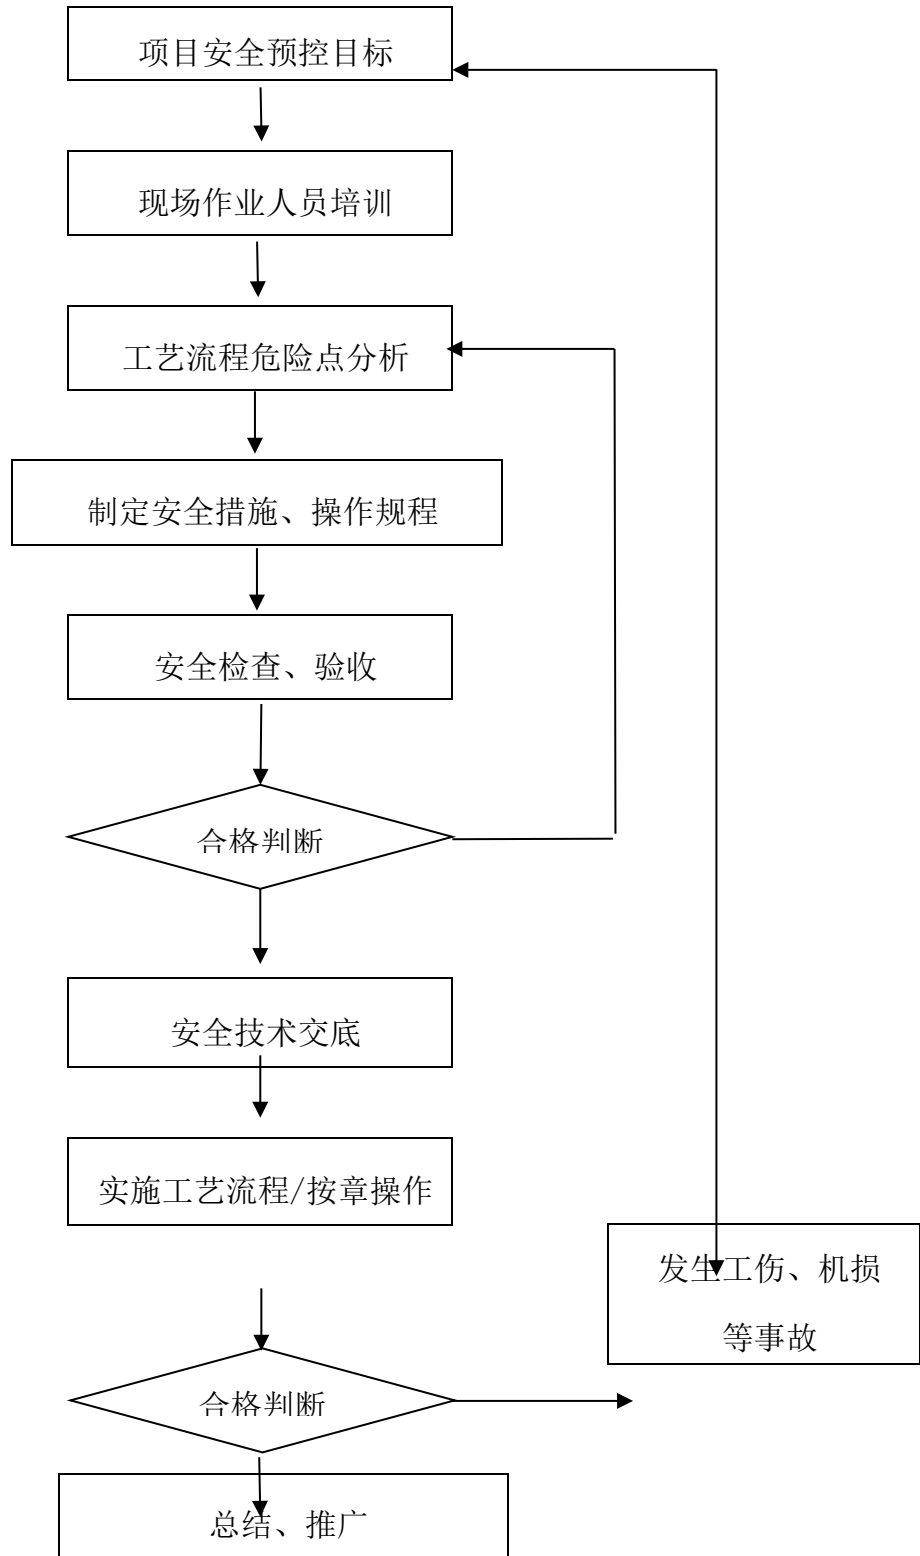 项目安全预控目标
现场作业人员培训
工艺流程危险点分析
制定安全措施、操作规程
安全检查、验收
合格判断
安全技术交底
实施工艺流程/按章操作
发生工伤、机损
等事故
合格判断
总结、推广